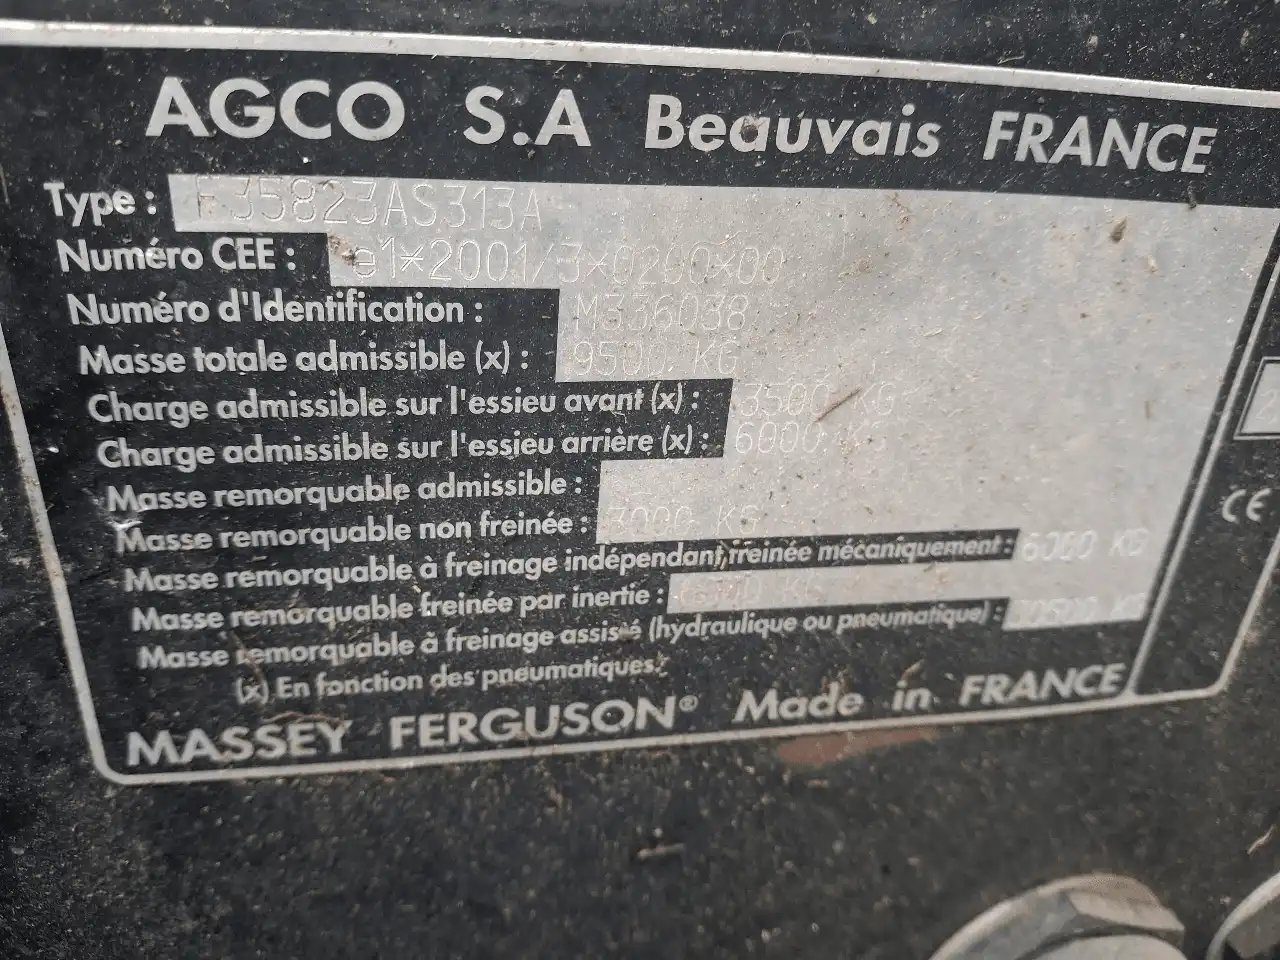 AGCO S.A Beauvais FRANCE
Type : F35823AS313A
Numéro CEE : e1*2001/3*0200*00
Numéro d'Identification : M336038
Masse totale admissible (x) : 9500 KG
Charge admissible sur l'essieu avant (x) : 3500 KG
Charge admissible sur l'essieu arrière (x) : 6000 KG
Masse remorquable admissible :
Masse remorquable non freinée : 3000 KG
Masse remorquable à freinage indépendant, freinée mécaniquement : 6000 KG
Masse remorquable freinée par inertie : KG
Masse remorquable à freinage assisté (hydraulique ou pneumatique) : KG
(x) En fonction des pneumatiques.
MASSEY FERGUSON® Made in FRANCE
2
CE